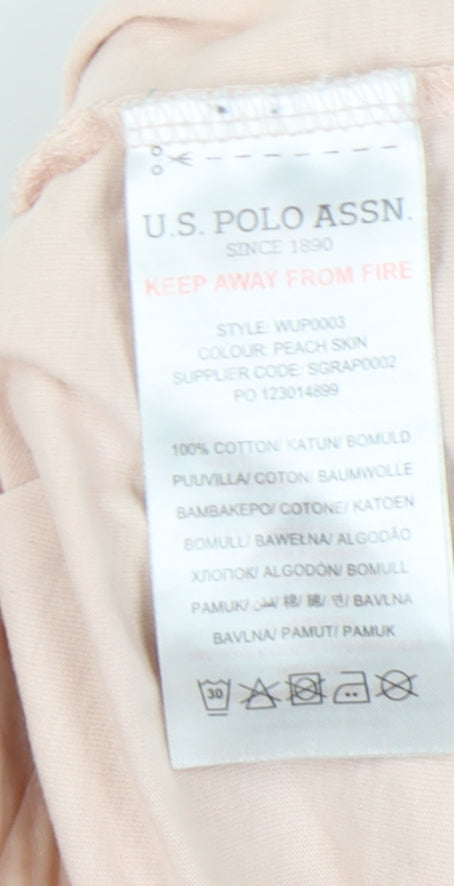 U.S. POLO ASSN.
SINCE 1890
KEEP AWAY FROM FIRE
STYLE: WUP0003
COLOUR: PEACH SKIN
SUPPLIER CODE: SGRAP0002
PO 123014899
100% COTTON/ KATUN/ BOMULD
PUUVILLA/ COTON/ BAUMWOLLE
ΒΑΜΒΑΚΕΡΟ/ COTONE/ KATOEN
BOMULL/ BAWEŁNA/ ALGODÃO
ХЛОПОК/ ALGODÓN/ BOMULL
PAMUK/ 棉/ 綿/ 면/ BAVLNA
BAVLNA/ PAMUT/ PAMUK
30